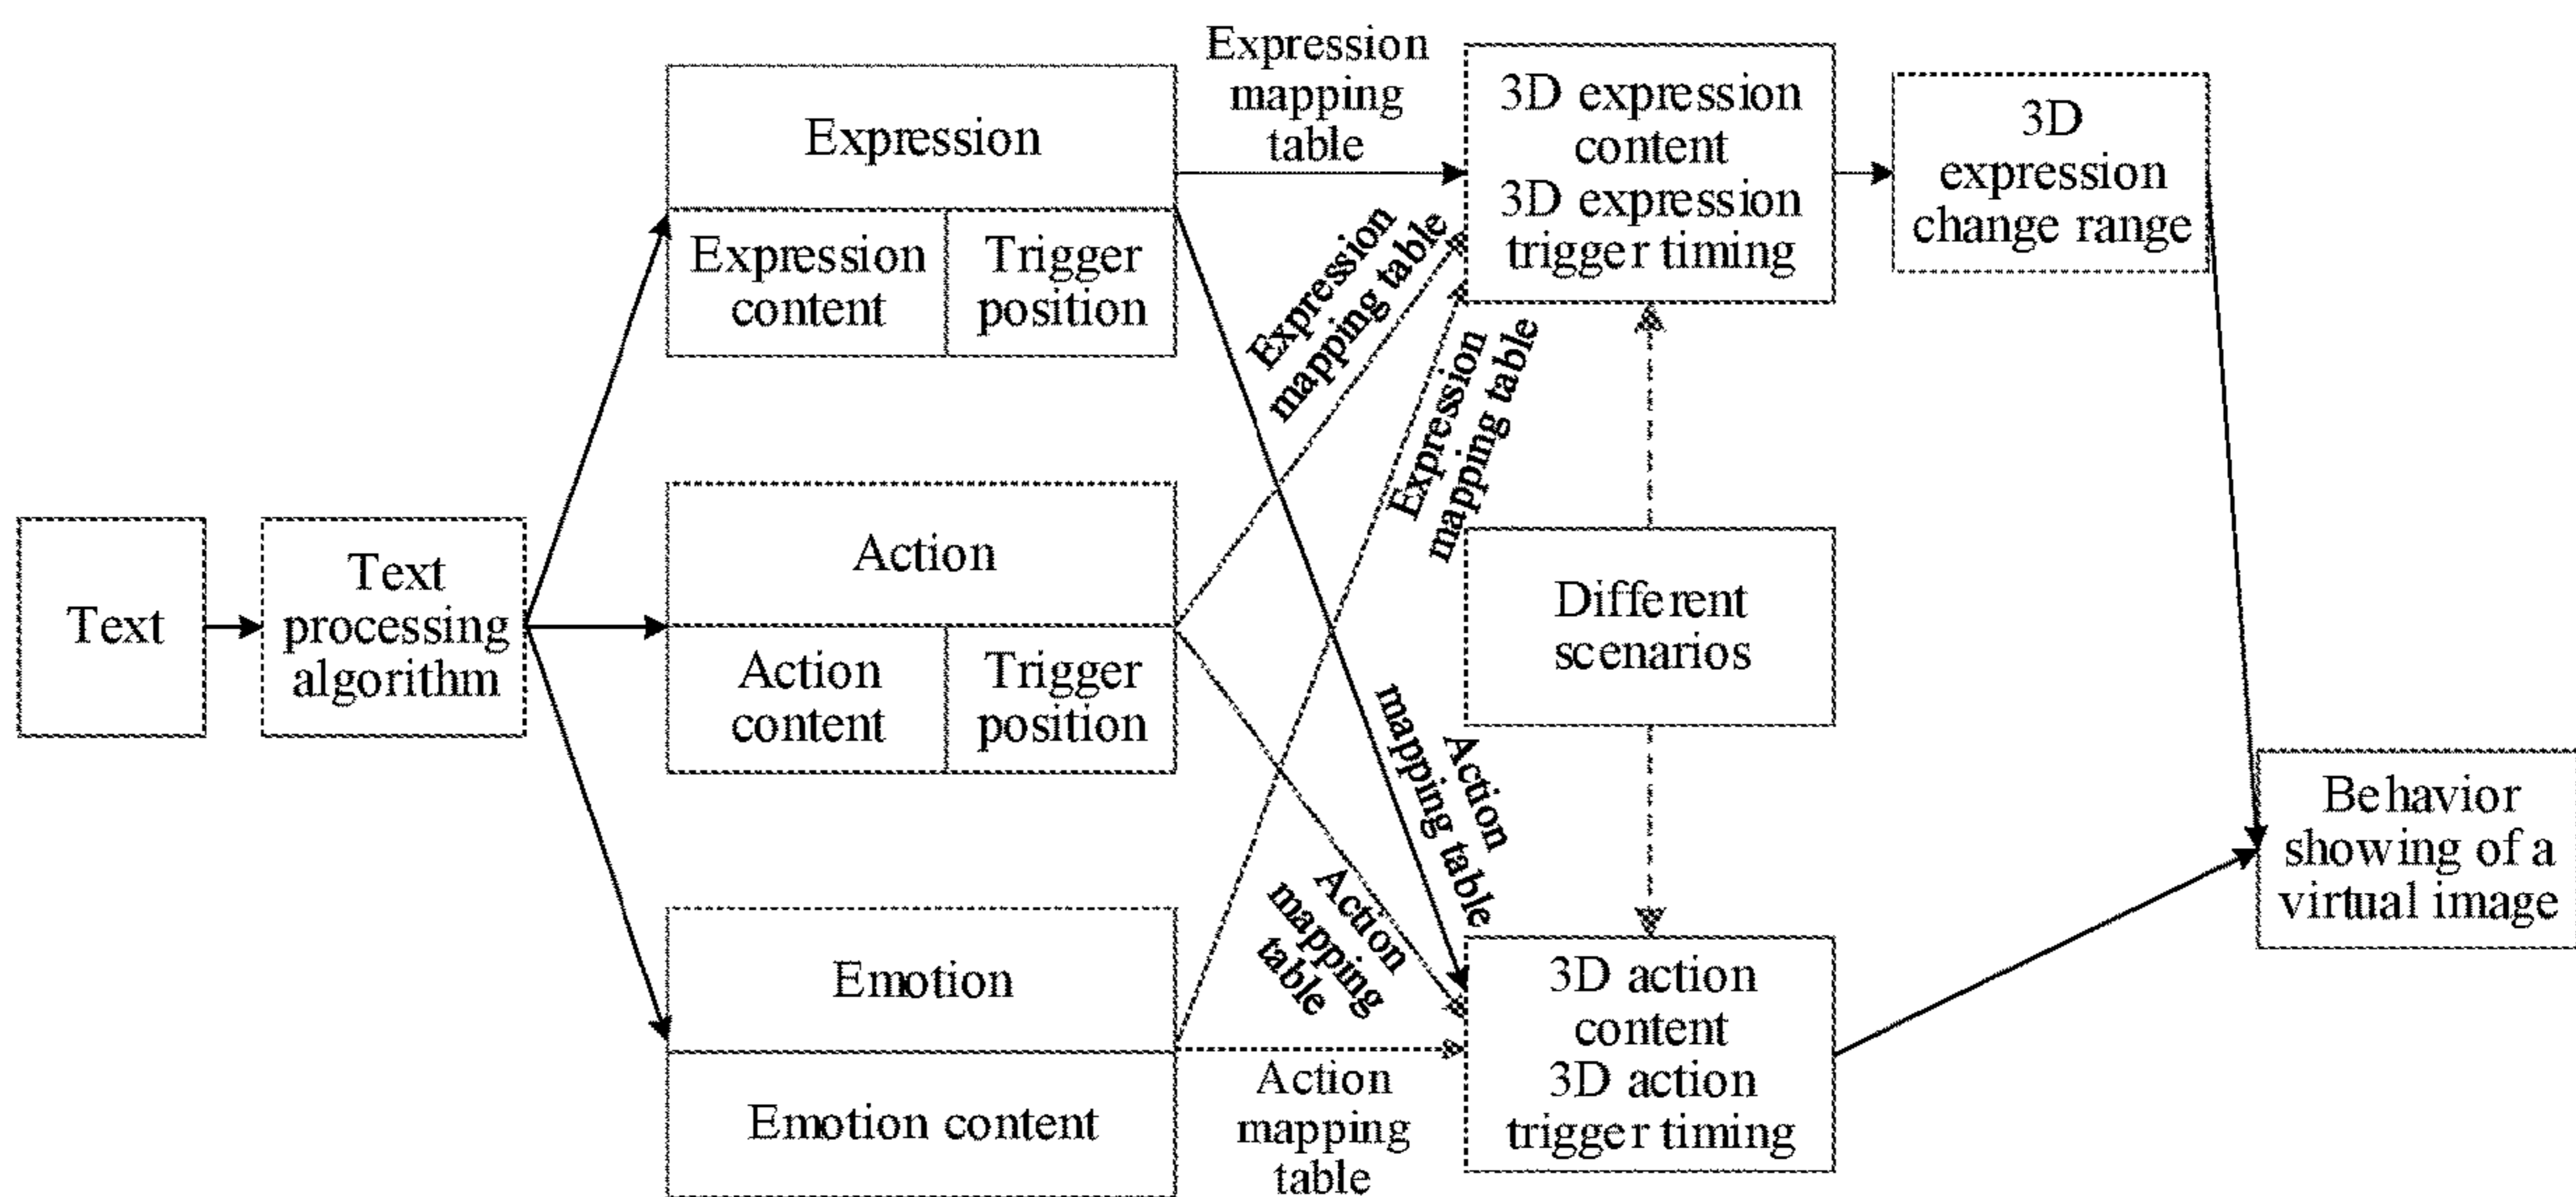 Text
Text
processing
algorithm
Expression
Expression
content
Trigger
position
Action
Action
content
Trigger
position
Emotion
Emotion content
Expression
mapping
table
Expression
mapping table
Expression
mapping table
Action
mapping table
Action
mapping
table
Action
mapping
table
3D expression
content
3D expression
trigger timing
Different
scenarios
3D action
content
3D action
trigger timing
3D
expression
change range
Behavior
showing of a
virtual image